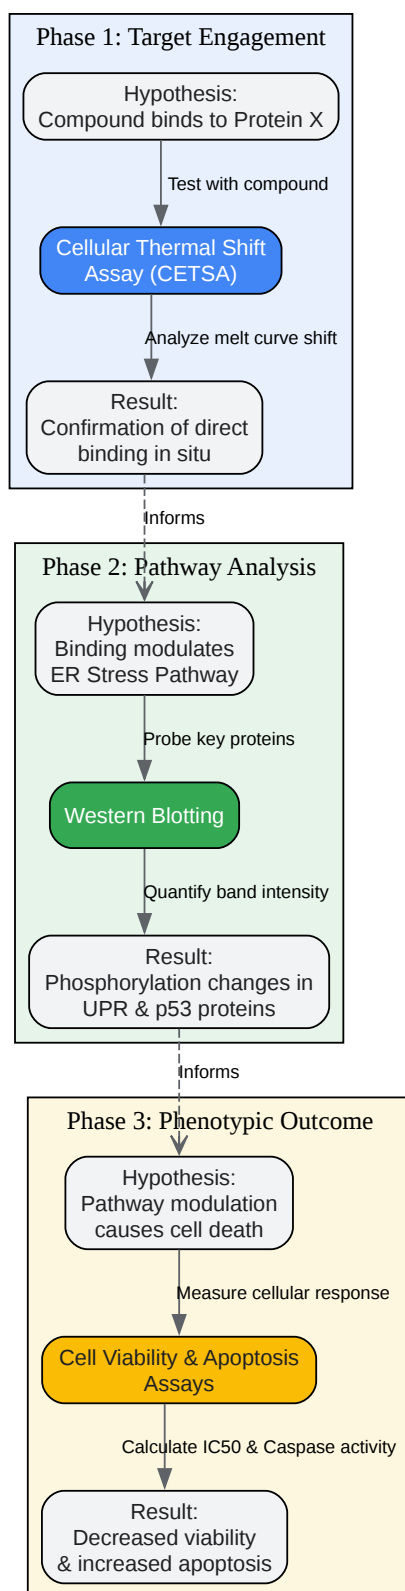 Phase 1: Target Engagement
Hypothesis:
Compound binds to Protein X
Test with compound
Cellular Thermal Shift
Assay (CETSA)
Analyze melt curve shift
Result:
Confirmation of direct
binding in situ
Informs
Phase 2: Pathway Analysis
Hypothesis:
Binding modulates
ER Stress Pathway
Probe key proteins
Western Blotting
Quantify band intensity
Result:
Phosphorylation changes in
UPR & p53 proteins
Informs
Phase 3: Phenotypic Outcome
Hypothesis:
Pathway modulation
causes cell death
Measure cellular response
Cell Viability & Apoptosis
Assays
Calculate IC50 & Caspase activity
Result:
Decreased viability
& increased apoptosis